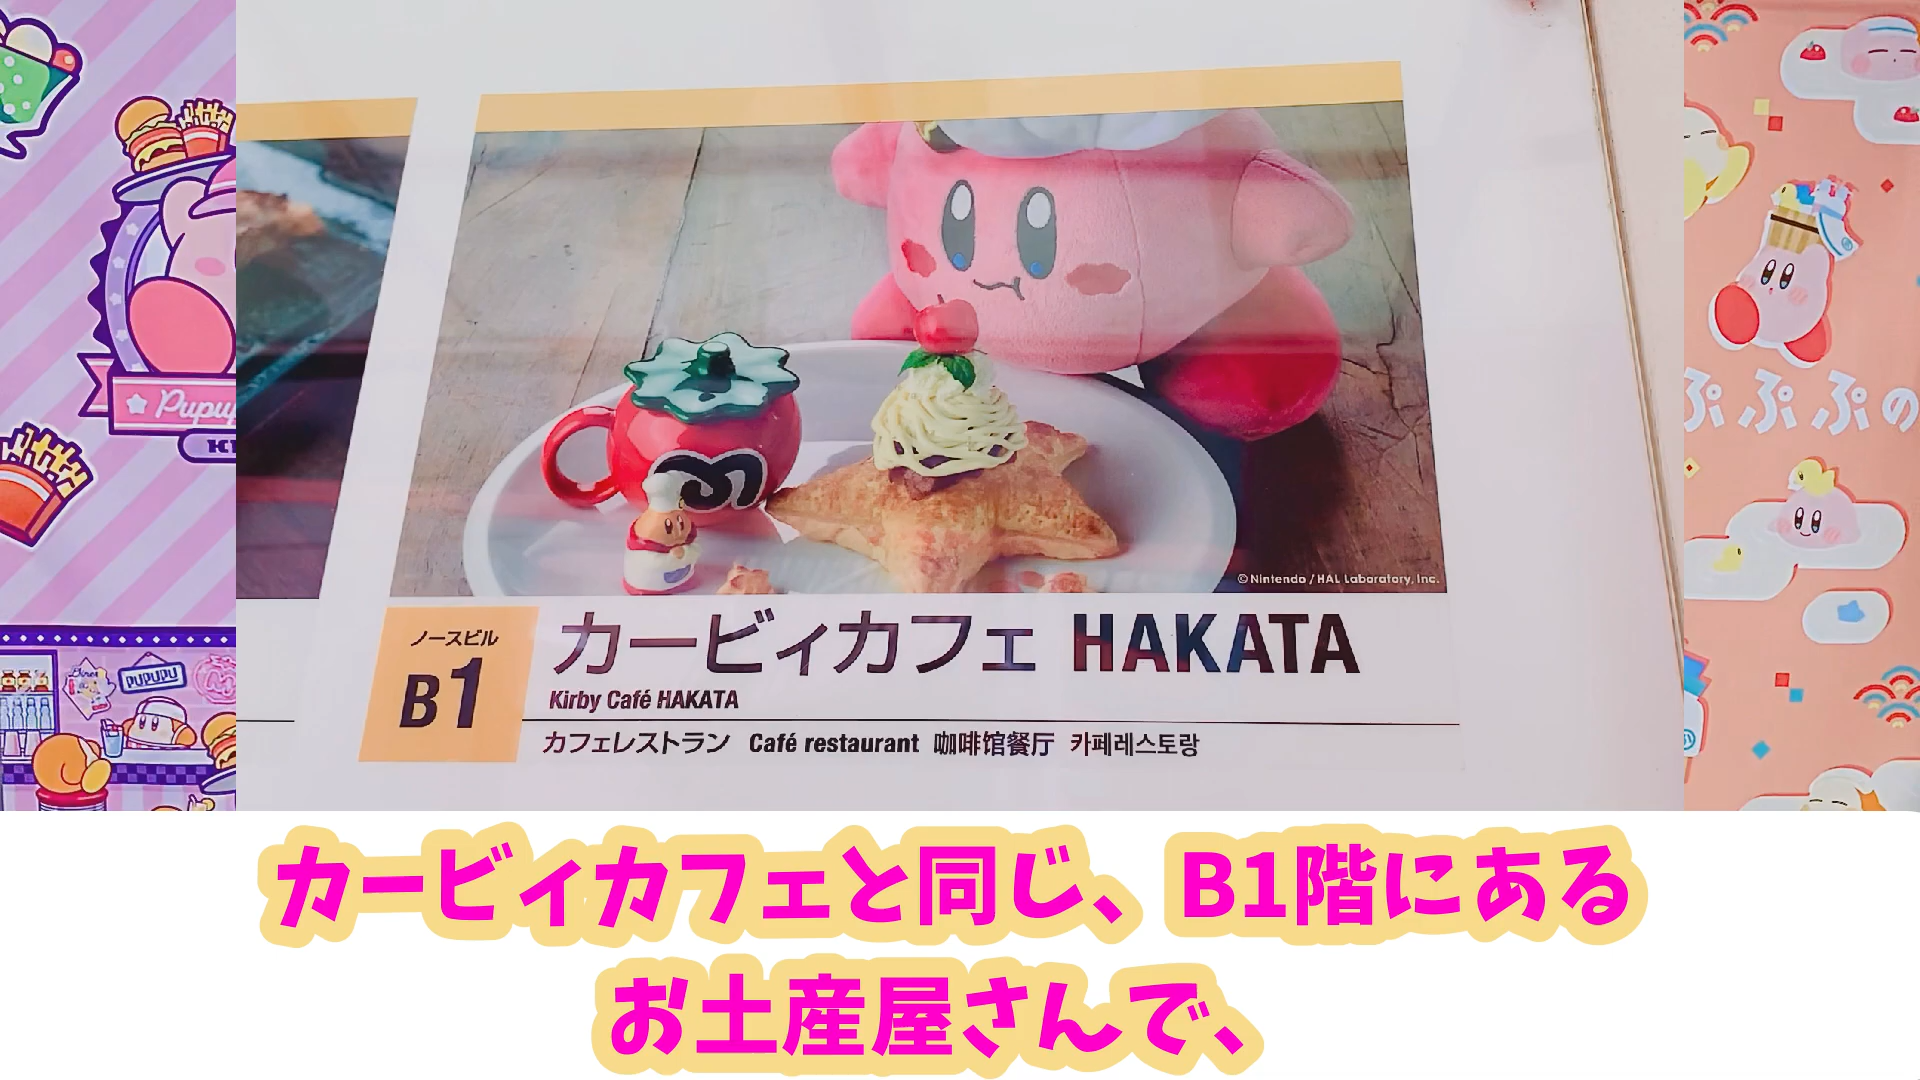 ©Nintendo / HAL Laboratory, Inc.
ノースビル
B1
カービィカフェ HAKATA
Kirby Café HAKATA
カフェレストラン Café restaurant 咖啡馆餐厅 카페레스토랑
PUPUPU
ぷぷぷの
カービィカフェと同じ、B1階にある
お土産屋さんで、